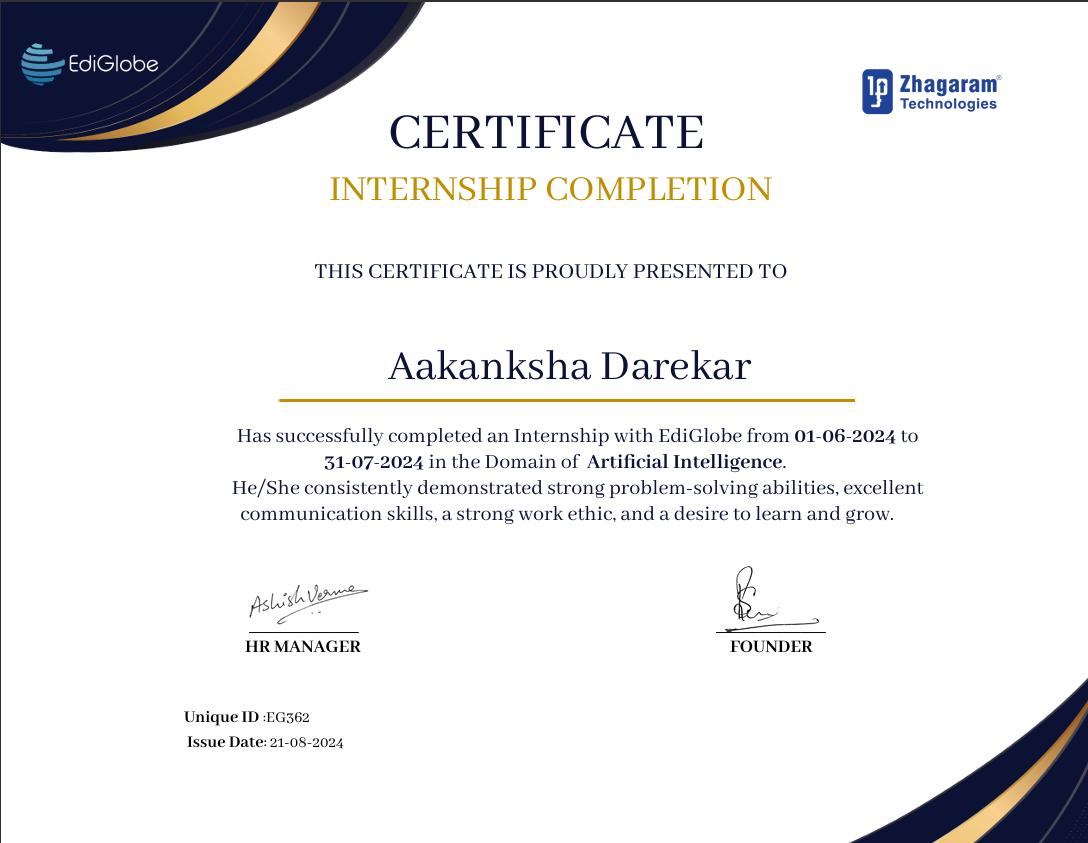 EdiGlobe
Zhagaram®
Technologies
CERTIFICATE
INTERNSHIP COMPLETION
THIS CERTIFICATE IS PROUDLY PRESENTED TO
Aakanksha Darekar
Has successfully completed an Internship with EdiGlobe from 01-06-2024 to
31-07-2024 in the Domain of Artificial Intelligence.
He/She consistently demonstrated strong problem-solving abilities, excellent
communication skills, a strong work ethic, and a desire to learn and grow.
Ashish Verma
HR MANAGER
FOUNDER
Unique ID :EG362
Issue Date: 21-08-2024